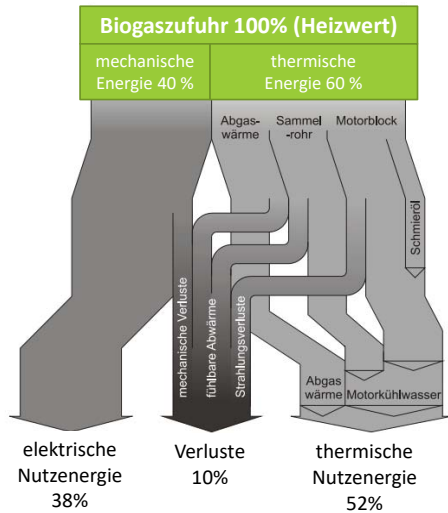 Biogaszufuhr 100% (Heizwert)
mechanische
Energie 40 %
thermische
Energie 60 %
Abgas-
wärme
Sammel
-rohr
Motorblock
Schmieröl
mechanische Verluste
fühlbare Abwärme
Strahlungsverluste
Abgas
wärme
Motorkühlwasser
elektrische
Nutzenergie
38%
Verluste
10%
thermische
Nutzenergie
52%